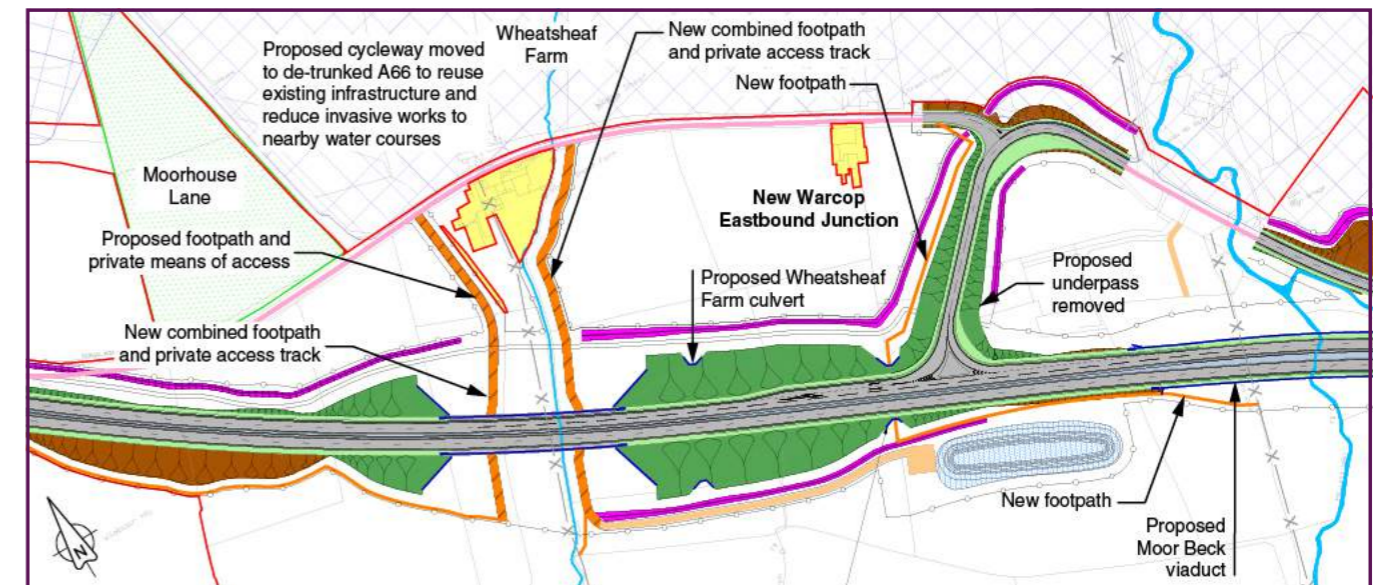 Proposed cycleway moved
to de-trunked A66 to reuse
existing infrastructure and
reduce invasive works to
nearby water courses
Wheatsheaf
Farm
New combined footpath
and private access track
New footpath
Moorhouse
Lane
New Warcop
Eastbound Junction
Proposed footpath and
private means of access
Proposed Wheatsheaf
Farm culvert
Proposed
underpass
removed
New combined footpath
and private access track
New footpath
Proposed
Moor Beck
viaduct
N